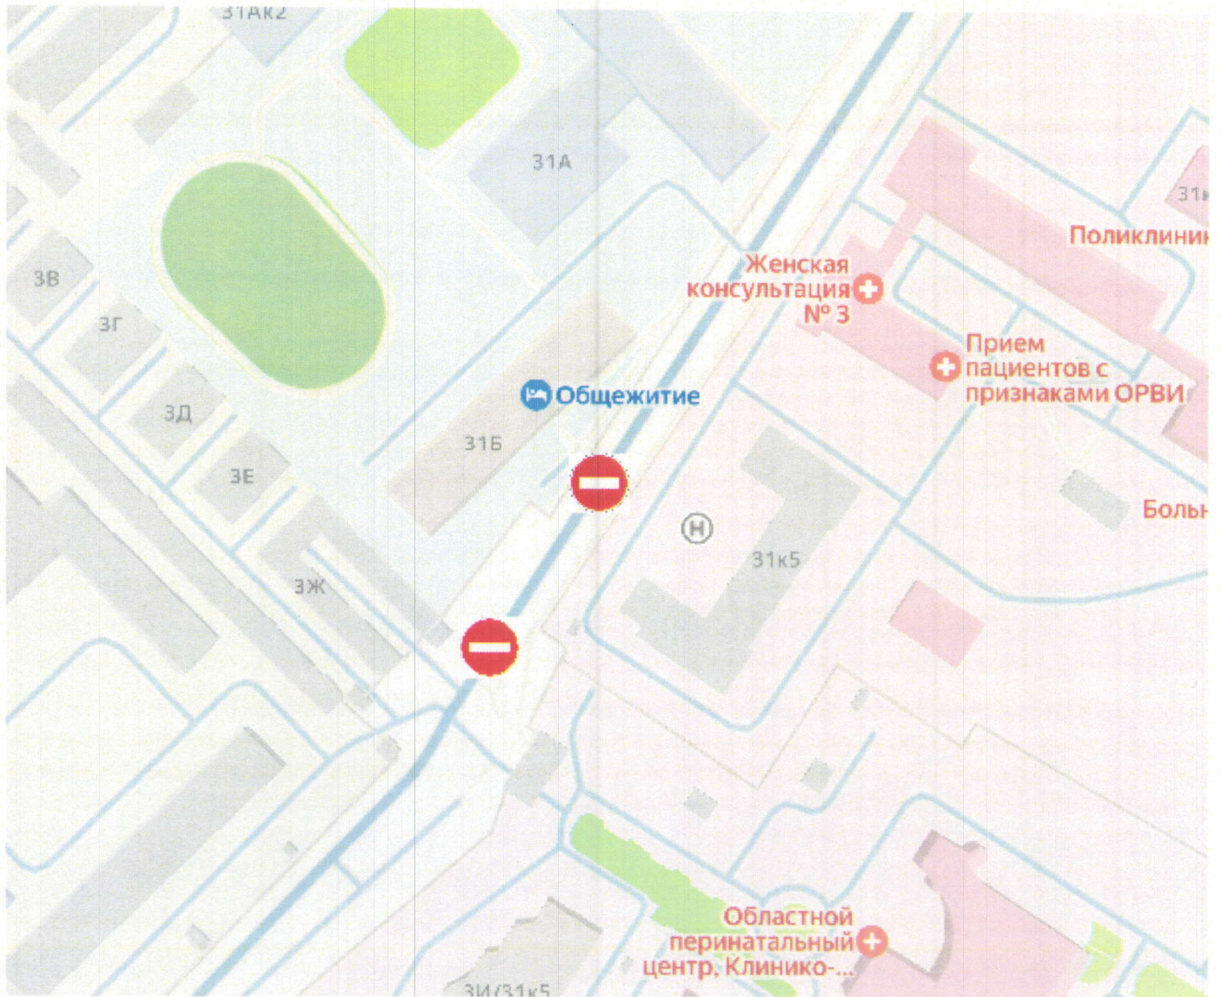 31Ак2
31А
31к
Поликлиник
3В
Женская
консультация
№ 3
3Г
Прием
пациентов с
признаками ОРВИ
Общежитие
3Д
31Б
3Е
Больн
H
31к5
3Ж
Областной
перинатальный
центр, Клинико-...
3И/31к5